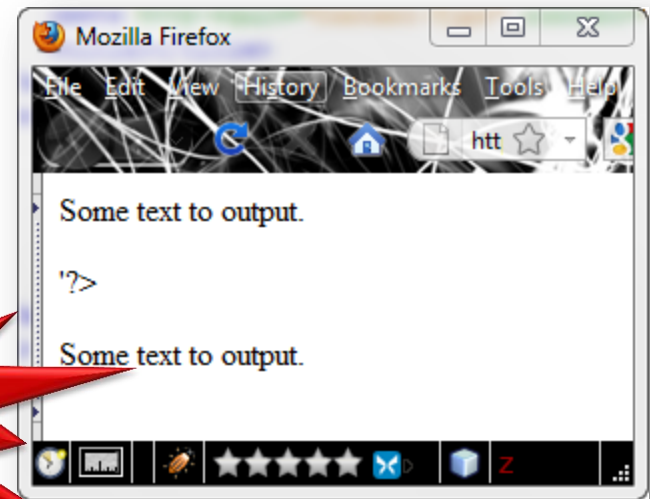 Mozilla Firefox
File Edit View History Bookmarks Tools Help
htt
Some text to output.
'?>
Some text to output.
z